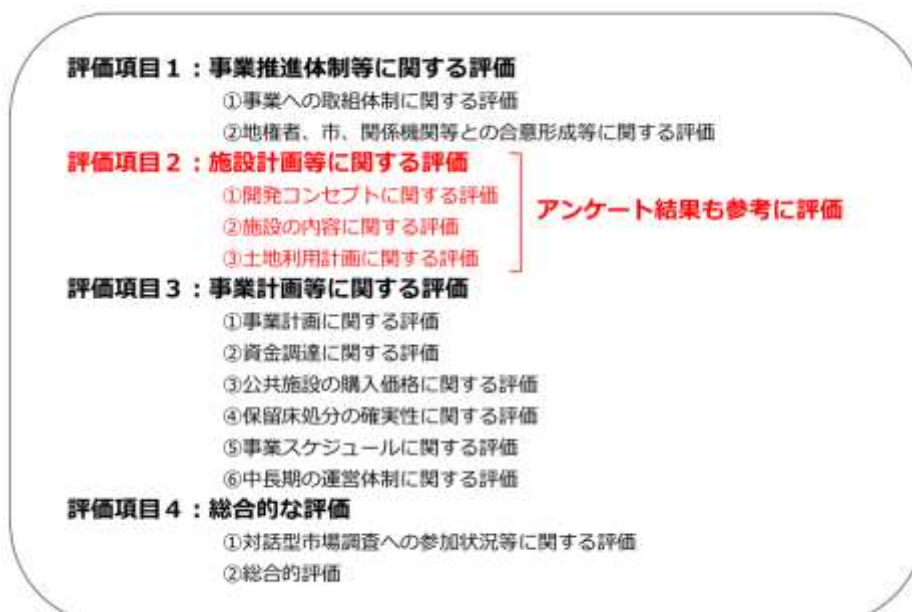 評価項目1：事業推進体制等に関する評価
①事業への取組体制に関する評価
②地権者、市、関係機関等との合意形成等に関する評価
評価項目2：施設計画等に関する評価
①開発コンセプトに関する評価
②施設の内容に関する評価
③土地利用計画に関する評価
アンケート結果も参考に評価
評価項目3：事業計画等に関する評価
①事業計画に関する評価
②資金調達に関する評価
③公共施設の購入価格に関する評価
④保留床処分の確実性に関する評価
⑤事業スケジュールに関する評価
⑥中長期の運営体制に関する評価
評価項目4：総合的な評価
①対話型市場調査への参加状況等に関する評価
②総合的評価